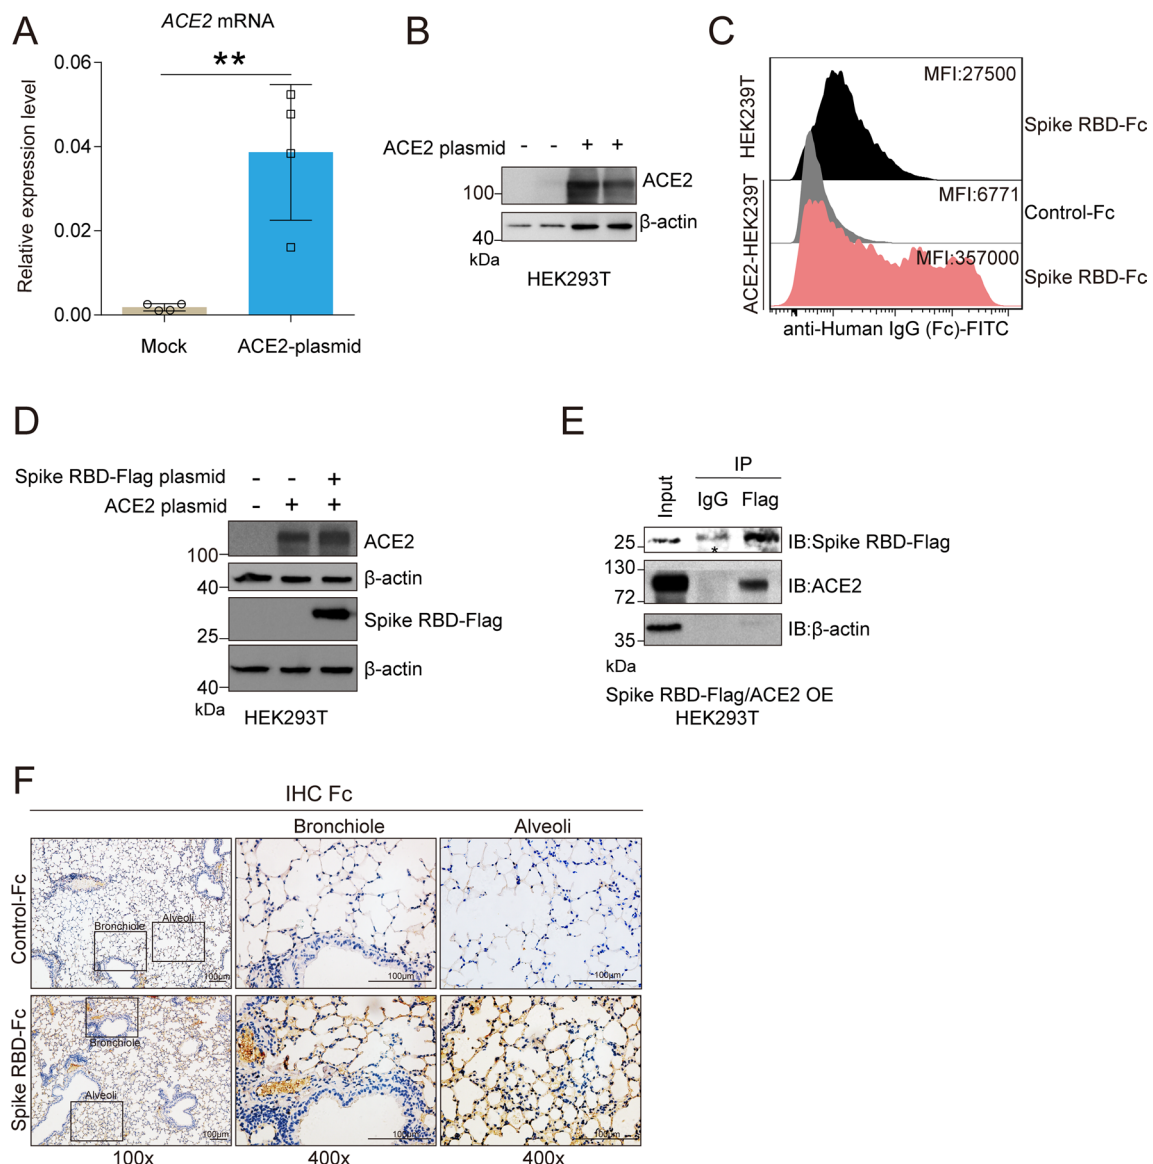 A
ACE2 mRNA
**
Relative expression level
0.06
0.04
0.02
0.00
Mock
ACE2-plasmid
B
ACE2 plasmid - - + +
100
ACE2
β-actin
40
kDa
HEK293T
C
HEK239T
ACE2-HEK239T
MFI:27500
Spike RBD-Fc
MFI:6771
Control-Fc
MFI:357000
Spike RBD-Fc
anti-Human IgG (Fc)-FITC
D
Spike RBD-Flag plasmid - - +
ACE2 plasmid - + +
ACE2
100
β-actin
40
Spike RBD-Flag
25
β-actin
40
kDa
HEK293T
E
IP
Input
IgG Flag
25
IB:Spike RBD-Flag
*
130
IB:ACE2
72
IB:β-actin
35
kDa
Spike RBD-Flag/ACE2 OE
HEK293T
F
IHC Fc
Bronchiole
Alveoli
Control-Fc
Bronchiole
Alveoli
100μm
100μm
100μm
Spike RBD-Fc
Bronchiole
Alveoli
100μm
100μm
100μm
100x
400x
400x